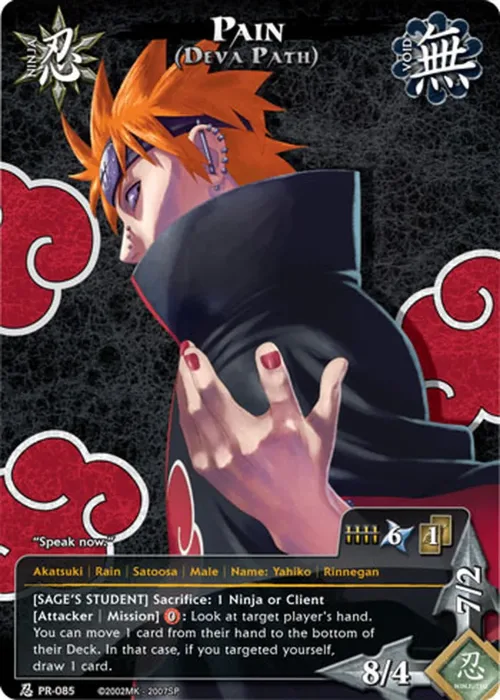 PAIN
(DEVA PATH)
NINJA
忍
VOID
無
"Speak now."
6
1
Akatsuki | Rain | Satoosa | Male | Name: Yahiko | Rinnegan
[SAGE'S STUDENT] Sacrifice: 1 Ninja or Client
[Attacker | Mission] 0: Look at target player's hand.
You can move 1 card from their hand to the bottom of
their Deck. In that case, if you targeted yourself,
draw 1 card.
7/2
8/4
忍
PR-085
©2002MK - 2007SP